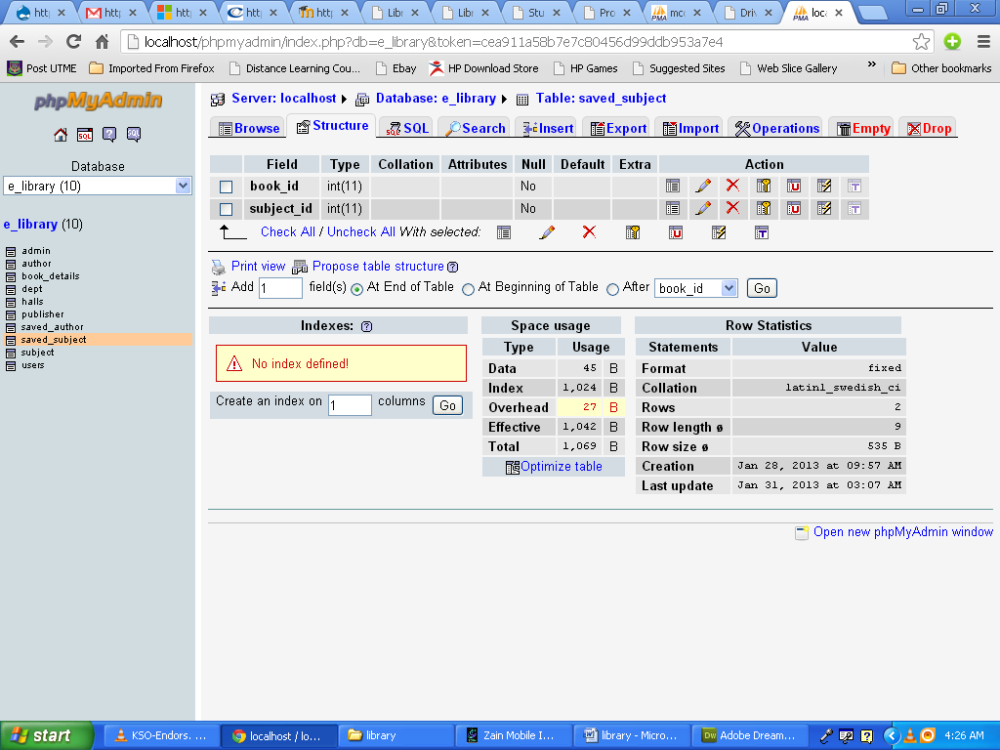 htt htt htt htt htt Libr Libr Stu Pro mc Driv loca
localhost/phpmyadmin/index.php?db=e_library&token=cea911a58b7e7c80456d99ddb953a7e4
Post UTME Imported From Firefox Distance Learning Cou... Ebay HP Download Store HP Games Suggested Sites Web Slice Gallery » Other bookmarks
phpMyAdmin
SQL
Database
e_library (10)
e_library (10)
admin
author
book_details
dept
halls
publisher
saved_author
saved_subject
subject
users
Server: localhost Database: e_library Table: saved_subject
Browse Structure SQL Search Insert Export Import Operations Empty Drop
Field Type Collation Attributes Null Default Extra Action
book_id int(11) No
subject_id int(11) No
Check All / Uncheck All With selected:
Print view Propose table structure
Add 1 field(s) At End of Table At Beginning of Table After book_id Go
Indexes:
No index defined!
Create an index on 1 columns Go
Space usage
Type Usage
Data 45 B
Index 1,024 B
Overhead 27 B
Effective 1,042 B
Total 1,069 B
Optimize table
Row Statistics
Statements Value
Format fixed
Collation latin1_swedish_ci
Rows 2
Row length ø 9
Row size ø 535 B
Creation Jan 28, 2013 at 09:57 AM
Last update Jan 31, 2013 at 03:07 AM
Open new phpMyAdmin window
start KSO-Endors. ... localhost / lo... library Zain Mobile I... library - Micro... Adobe Dream... 4:26 AM